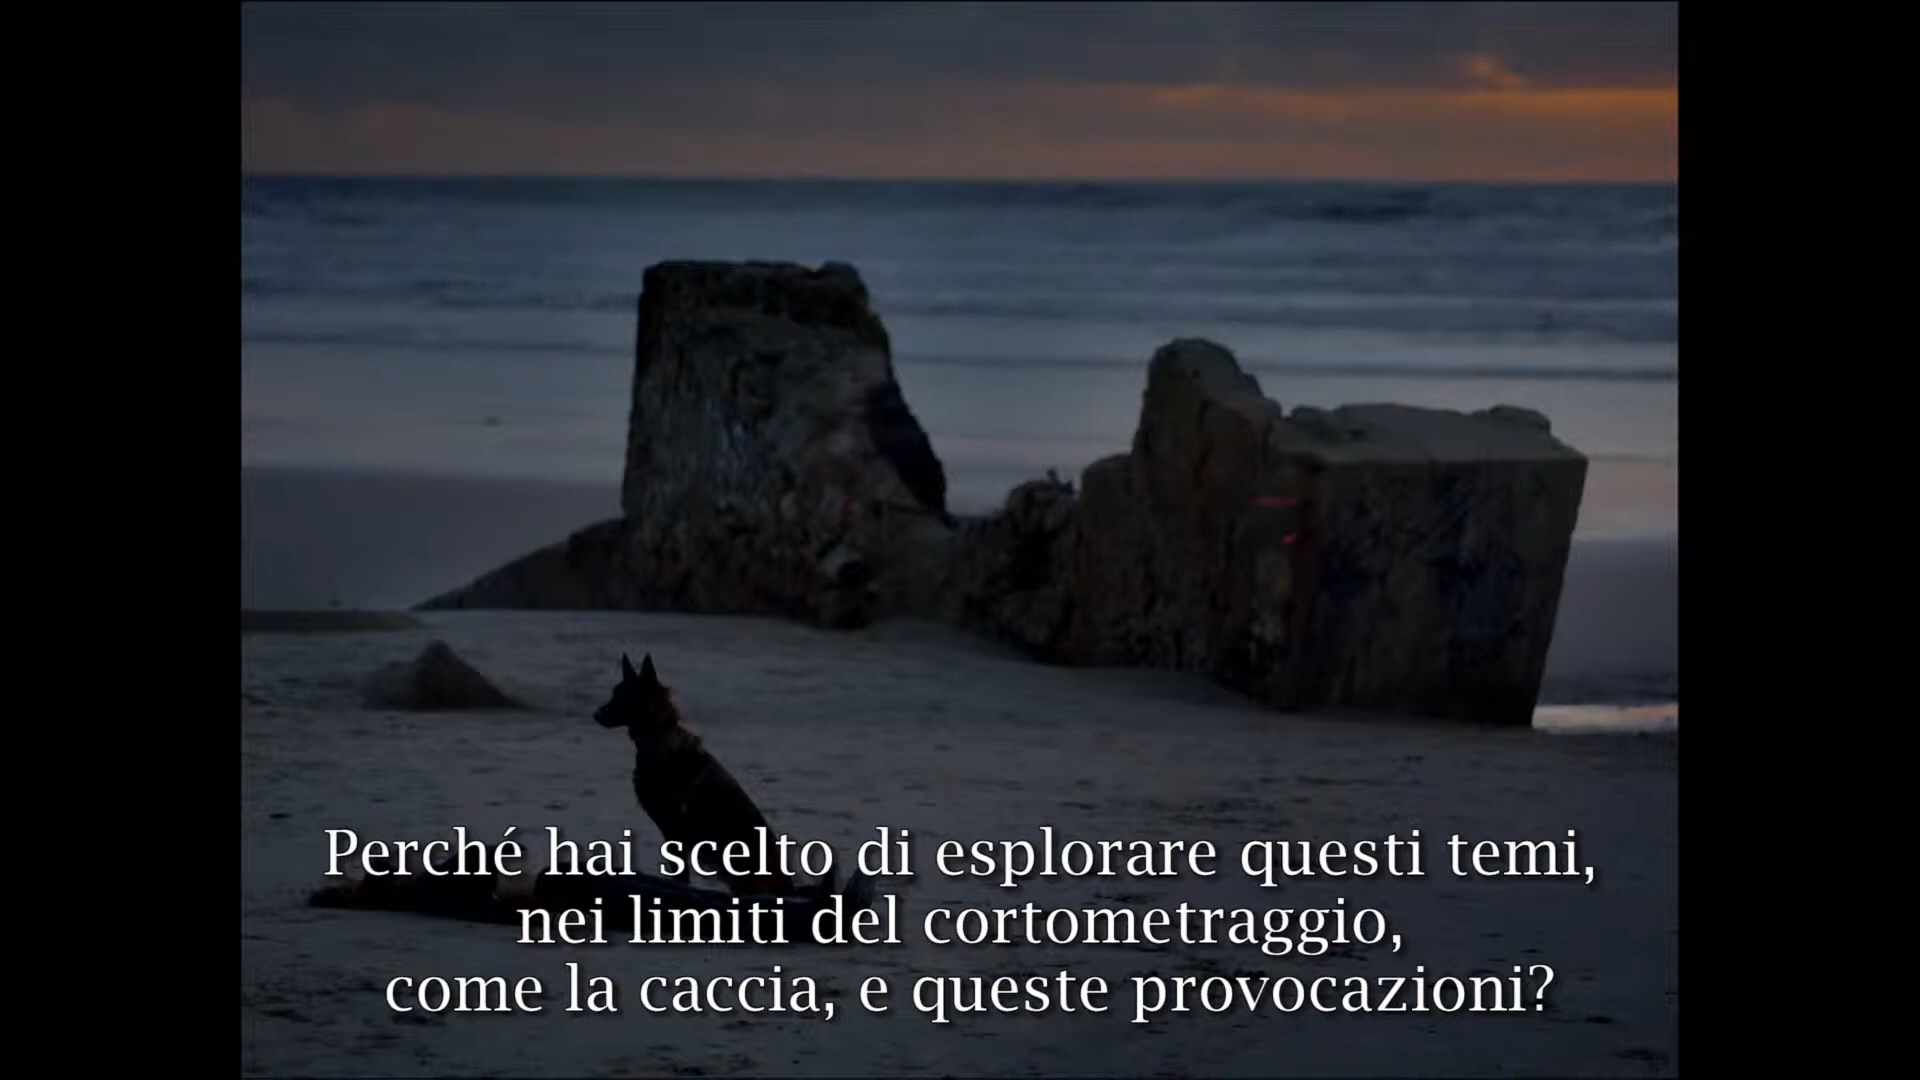 Perché hai scelto di esplorare questi temi,
nei limiti del cortometraggio,
come la caccia, e queste provocazioni?